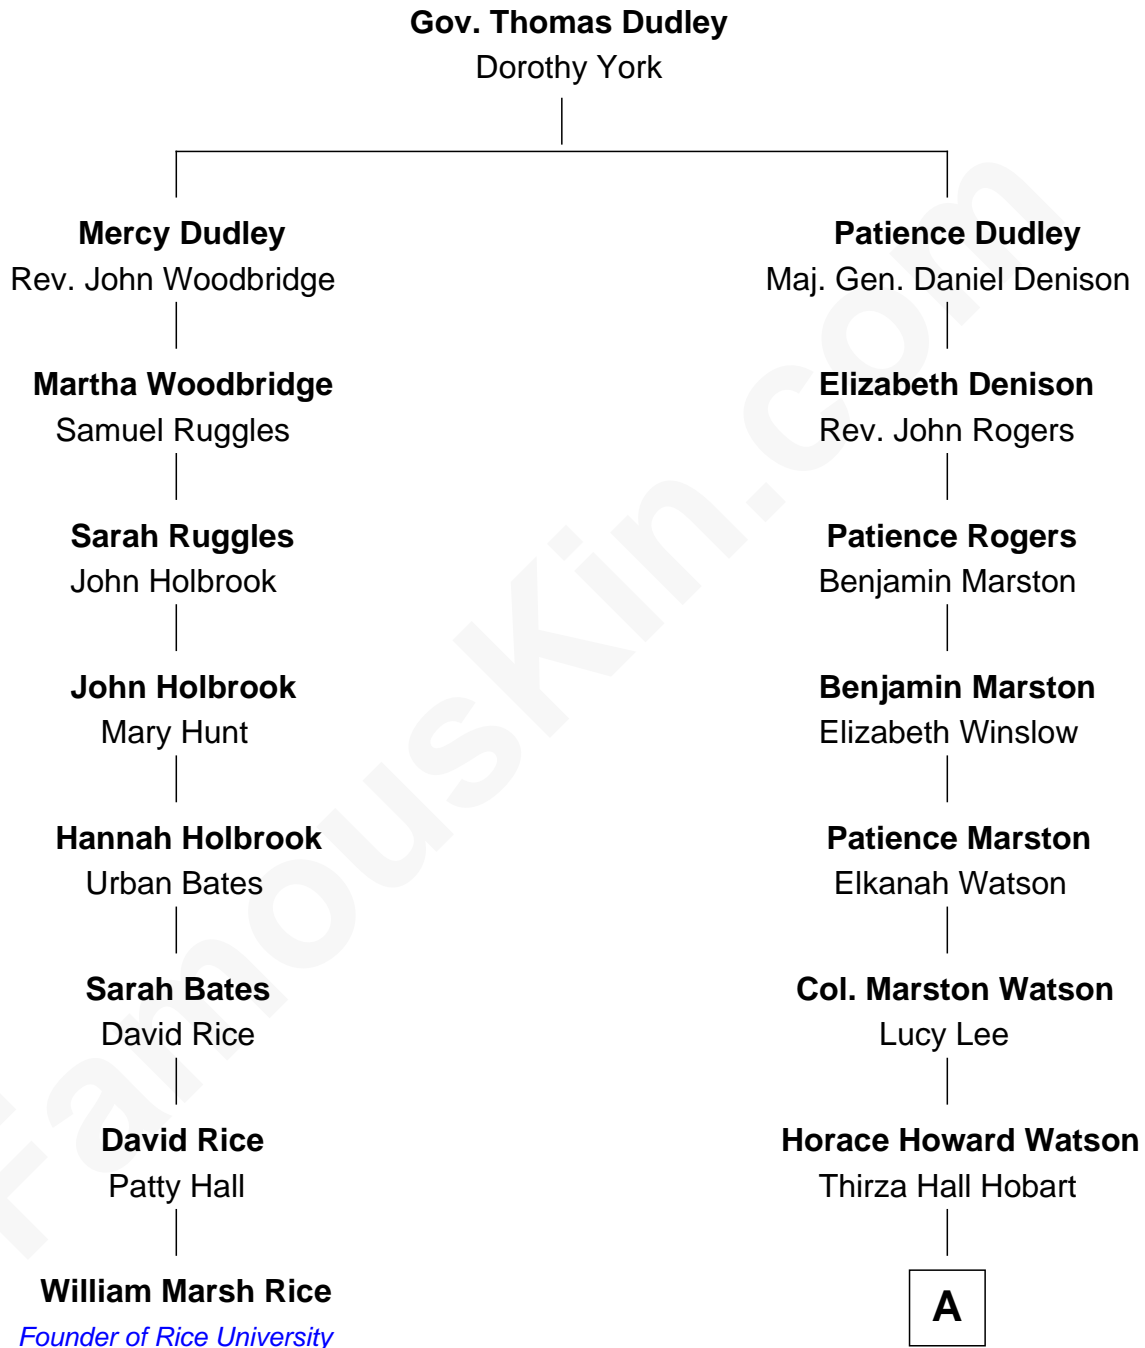 Gov. Thomas Dudley
Dorothy York
Mercy Dudley
Rev. John Woodbridge
Patience Dudley
Maj. Gen. Daniel Denison
Martha Woodbridge
Samuel Ruggles
Elizabeth Denison
Rev. John Rogers
Sarah Ruggles
John Holbrook
Patience Rogers
Benjamin Marston
John Holbrook
Mary Hunt
Benjamin Marston
Elizabeth Winslow
Hannah Holbrook
Urban Bates
Patience Marston
Elkanah Watson
Sarah Bates
David Rice
Col. Marston Watson
Lucy Lee
David Rice
Patty Hall
Horace Howard Watson
Thirza Hall Hobart
William Marsh Rice
Founder of Rice University
A
FamousKin.com